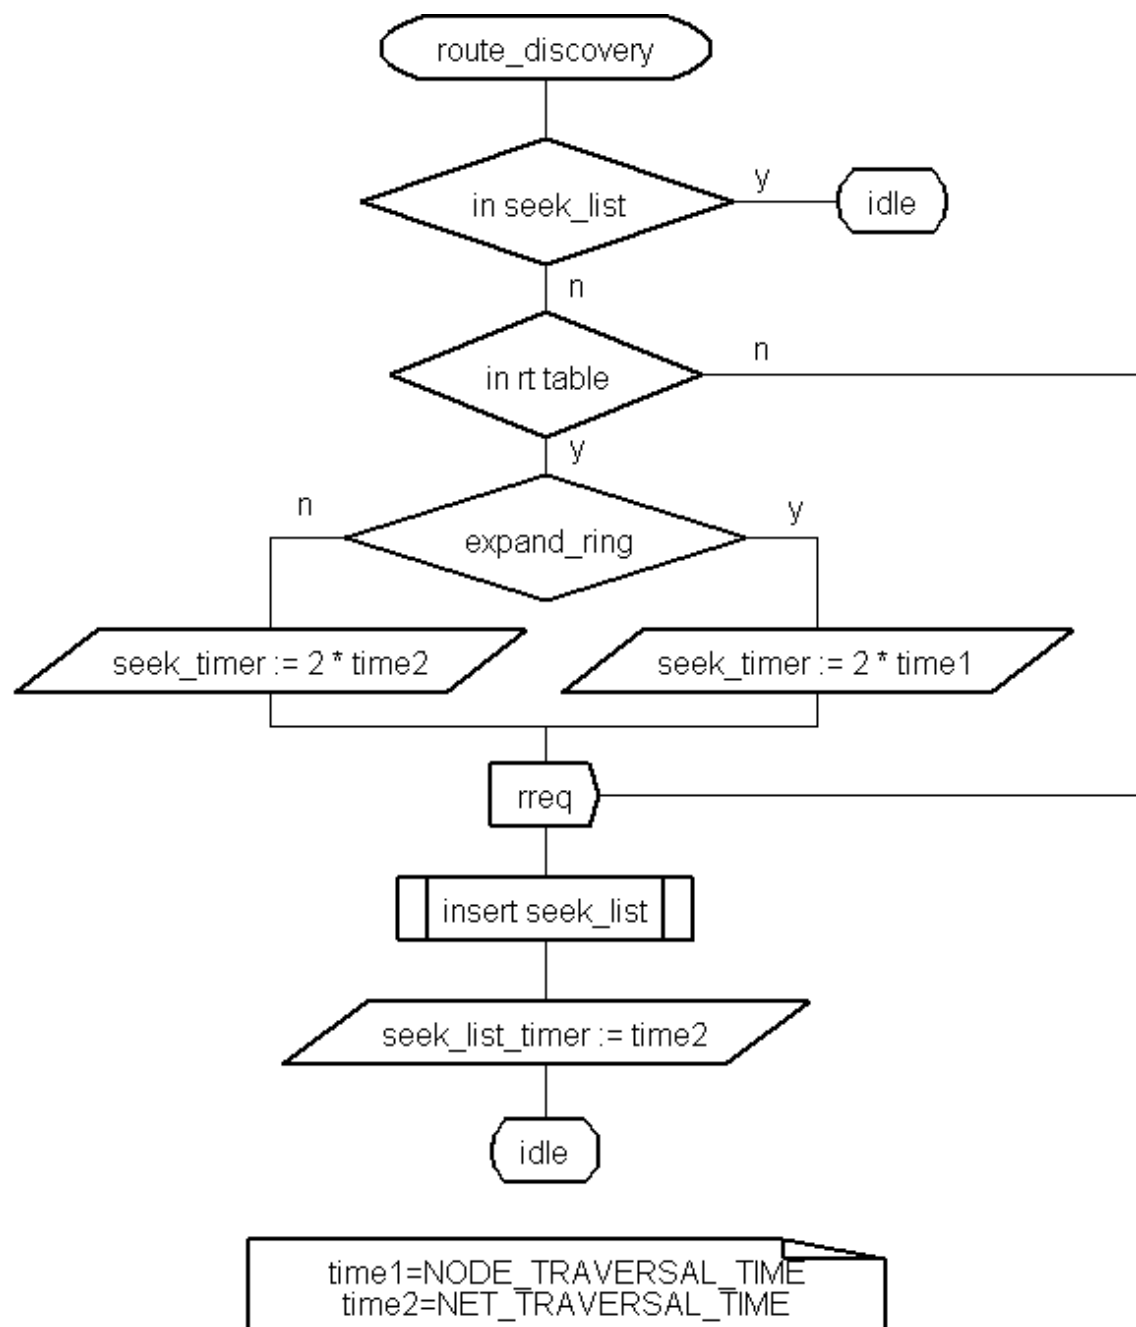 route_discovery
in seek_list
y
idle
n
in rt table
n
y
n
expand_ring
y
seek_timer := 2 * time2
seek_timer := 2 * time1
rreq
insert seek_list
seek_list_timer := time2
idle
time1=NODE_TRAVERSAL_TIME
time2=NET_TRAVERSAL_TIME